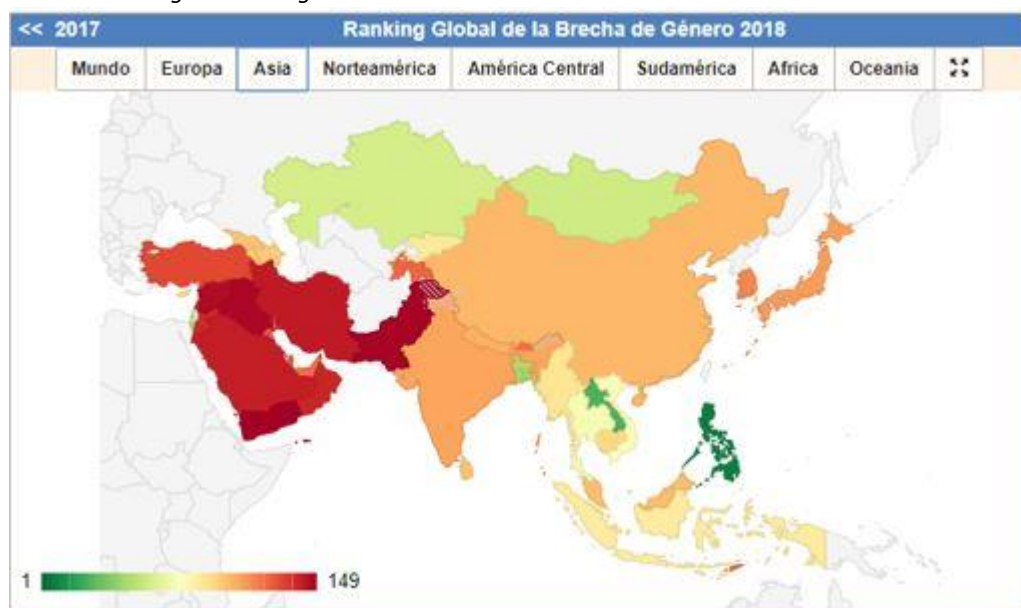 << 2017 Ranking Global de la Brecha de Género 2018
Mundo Europa Asia Norteamérica América Central Sudamérica Africa Oceania
1 149